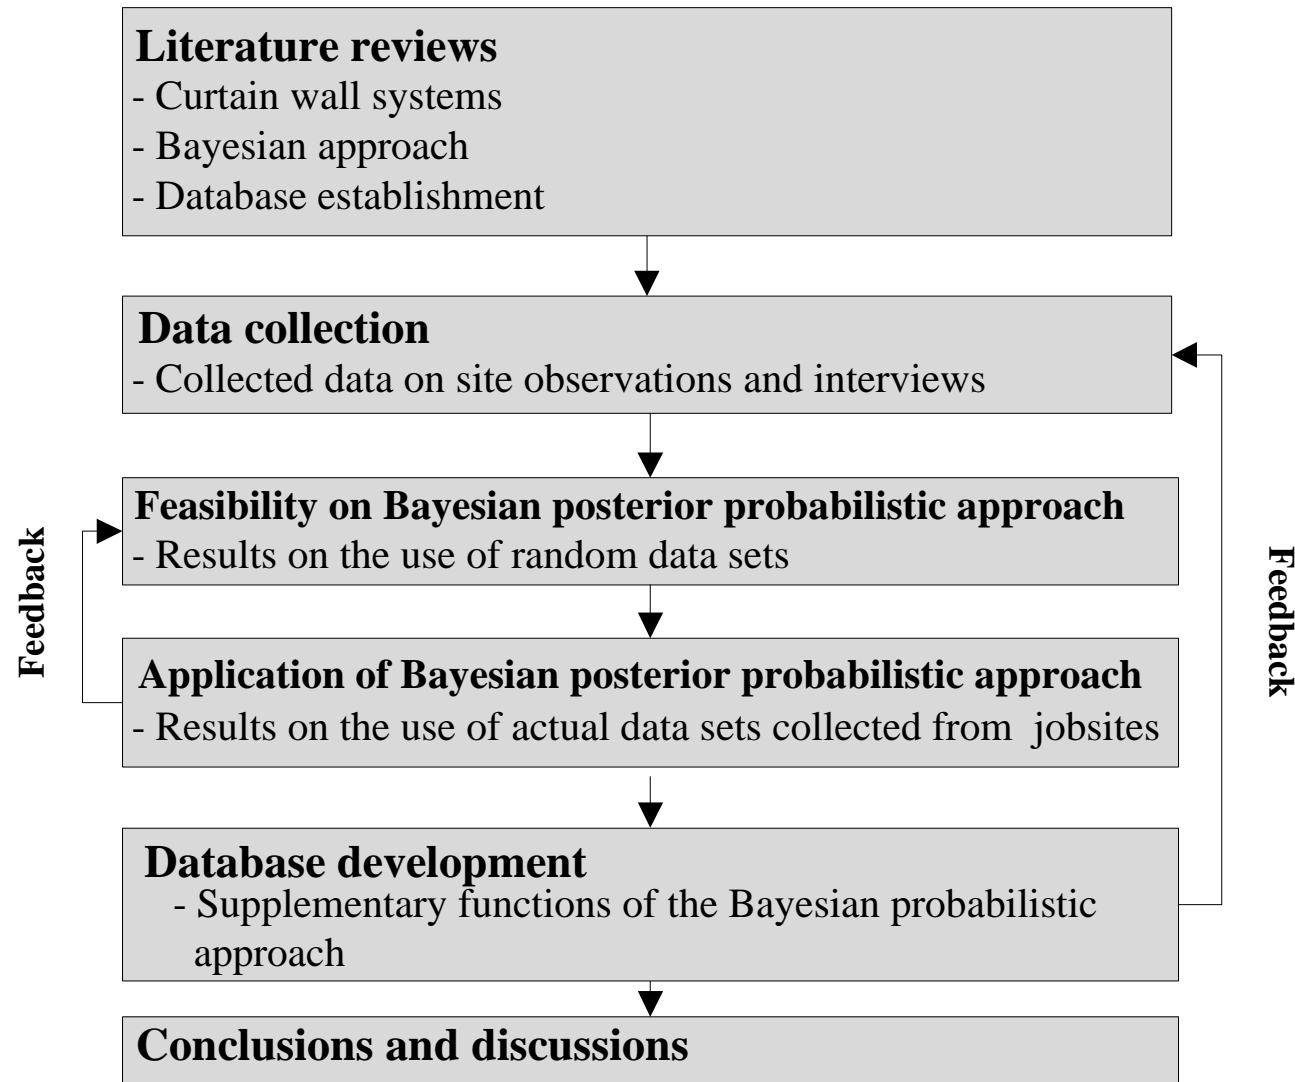 Literature reviews
- Curtain wall systems
- Bayesian approach
- Database establishment
Data collection
- Collected data on site observations and interviews
Feasibility on Bayesian posterior probabilistic approach
- Results on the use of random data sets
Feedback
Feedback
Application of Bayesian posterior probabilistic approach
- Results on the use of actual data sets collected from jobsites
Database development
- Supplementary functions of the Bayesian probabilistic
approach
Conclusions and discussions